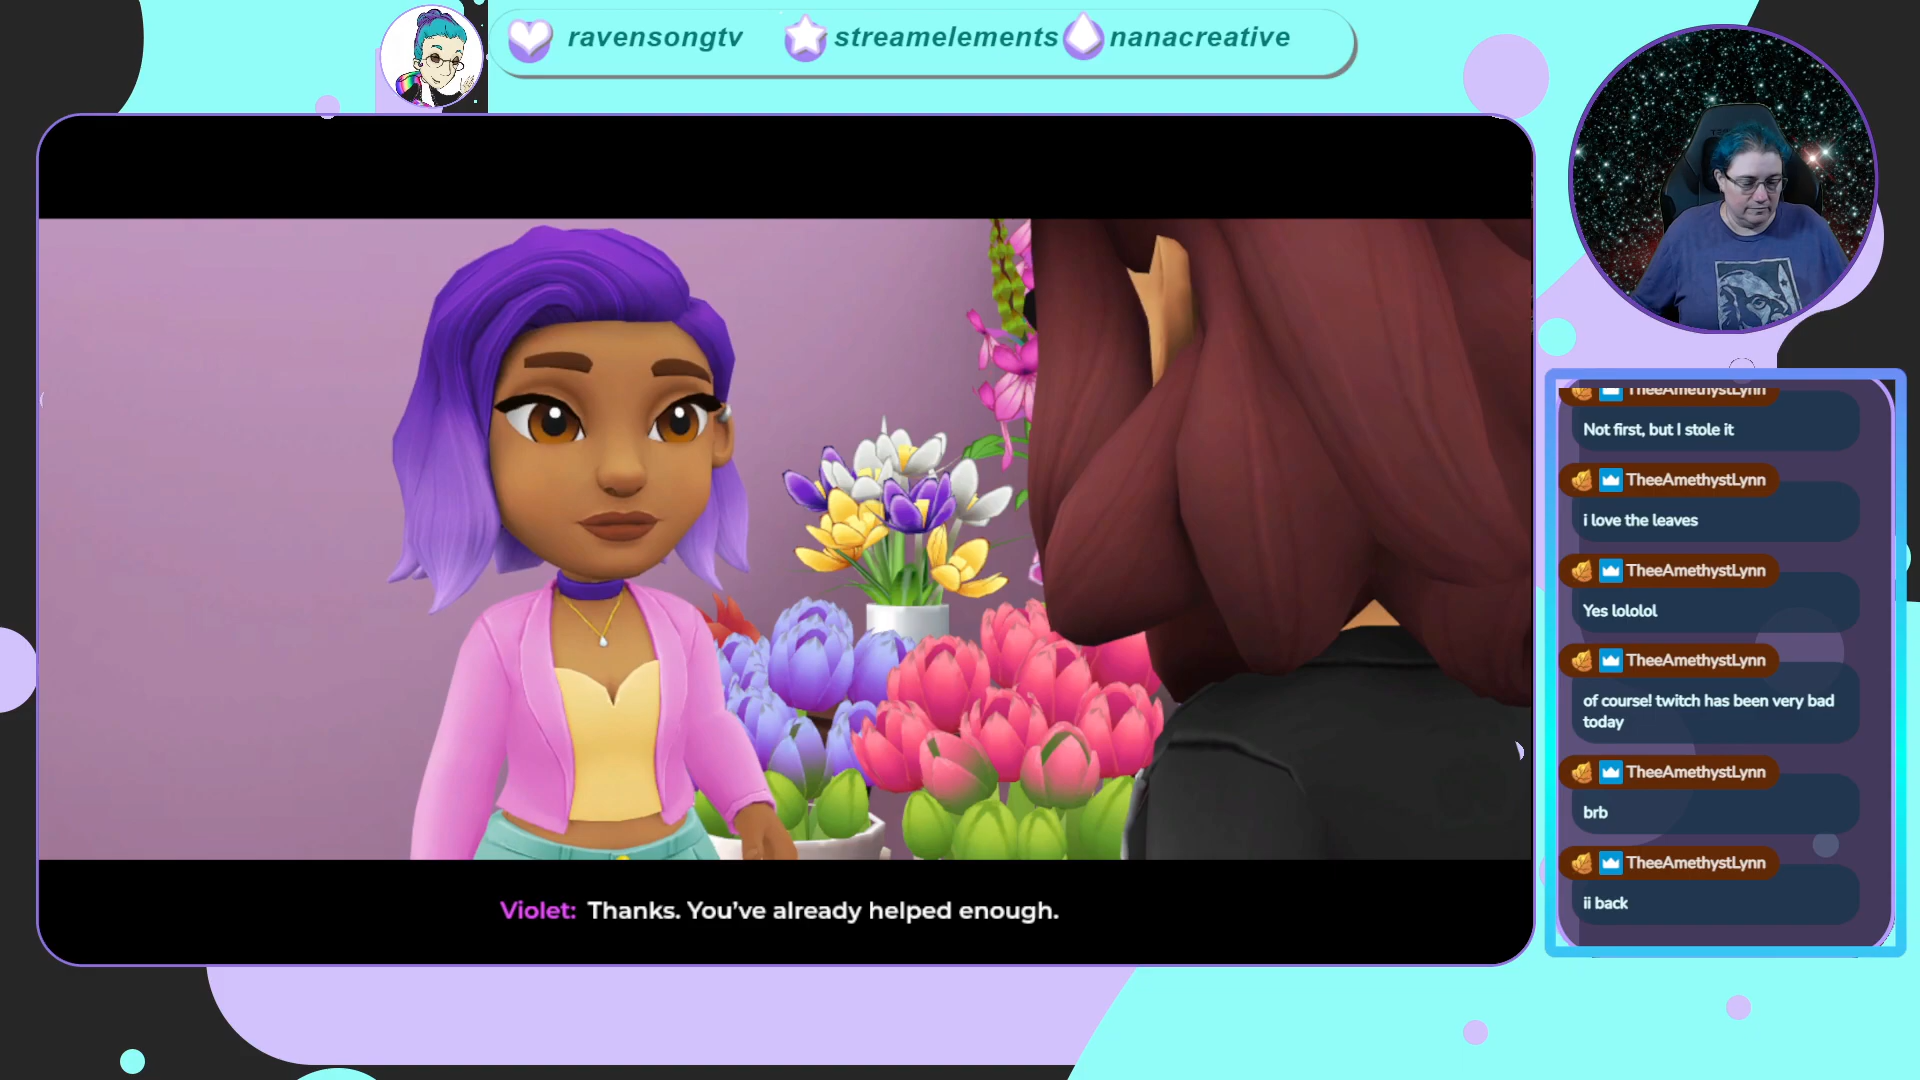 ravensongtv streamelements nanacreative
TheeAmethystLynn
Not first, but I stole it
TheeAmethystLynn
i love the leaves
TheeAmethystLynn
Yes lololol
TheeAmethystLynn
of course! twitch has been very bad
today
TheeAmethystLynn
brb
TheeAmethystLynn
ii back
Violet: Thanks. You've already helped enough.